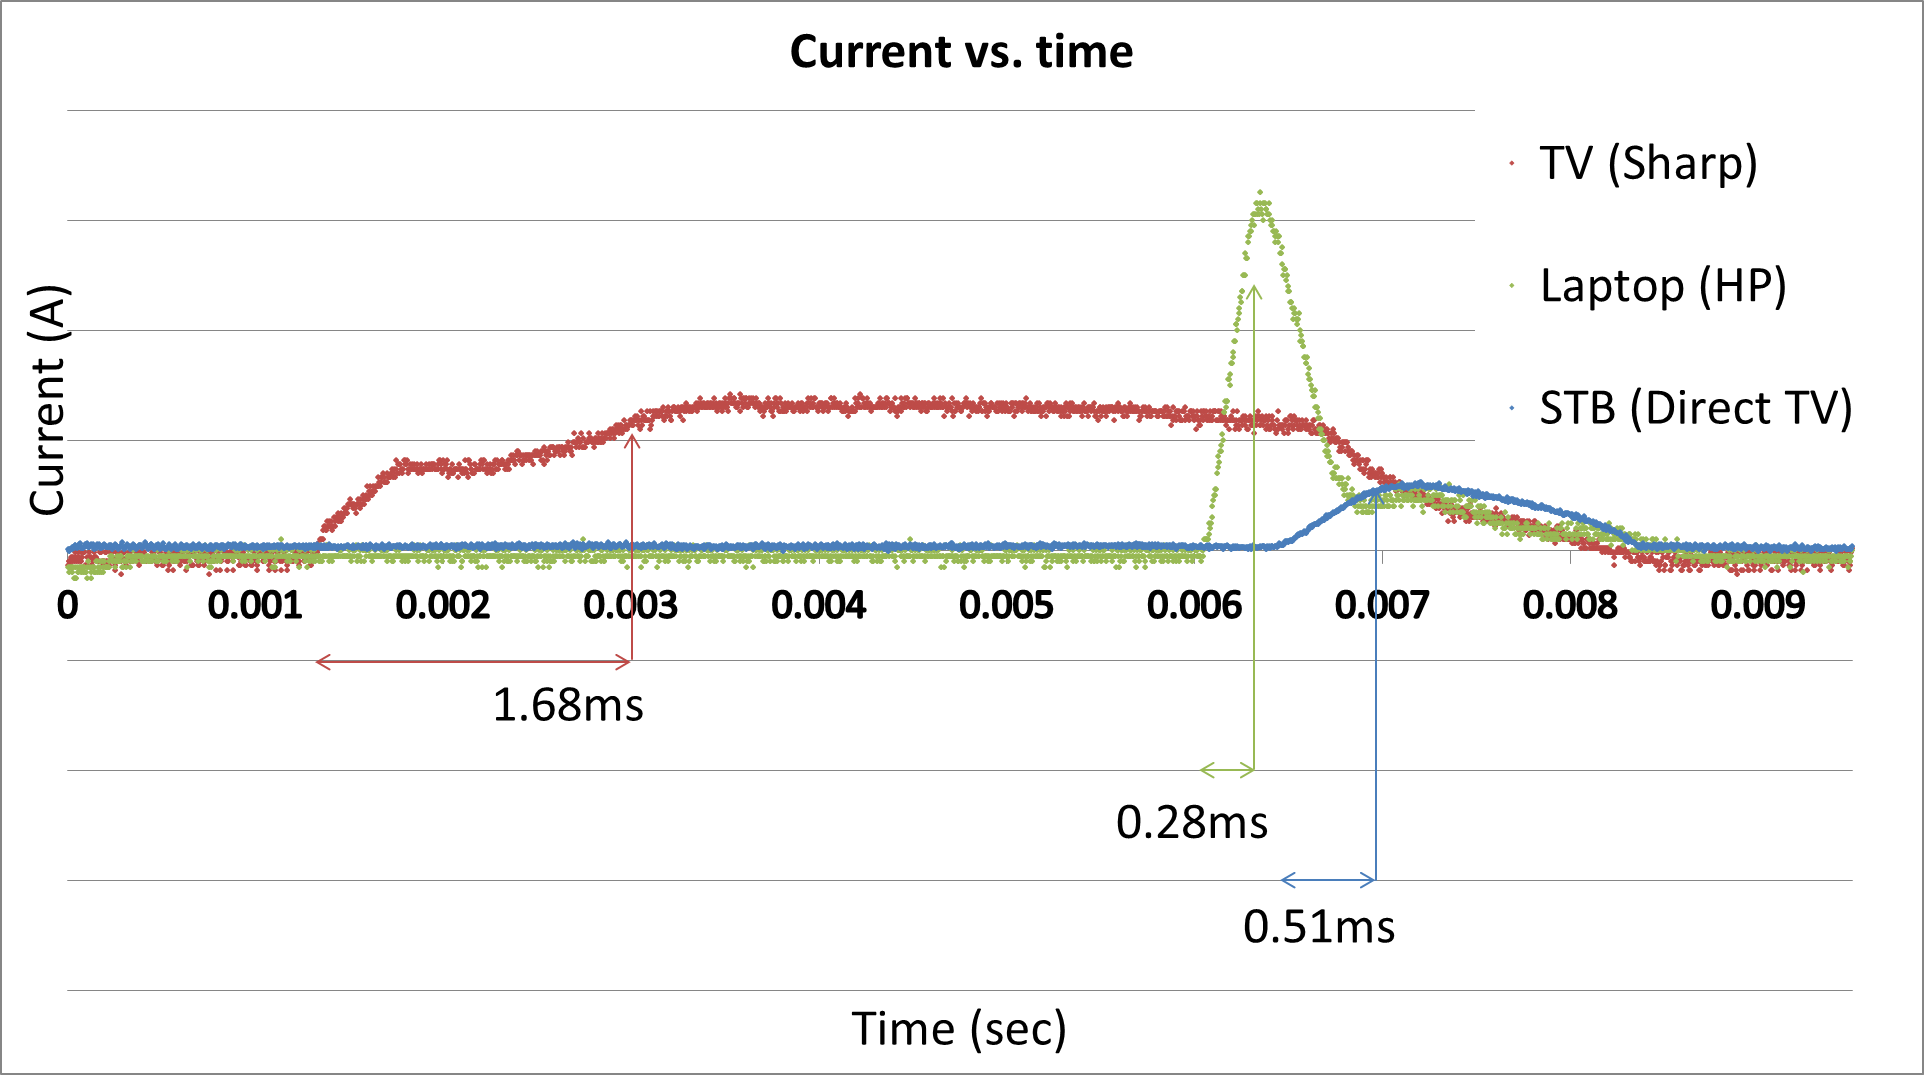 Current vs. time
TV (Sharp)
Laptop (HP)
STB (Direct TV)
Current (A)
0 0.001 0.002 0.003 0.004 0.005 0.006 0.007 0.008 0.009
1.68ms
0.28ms
0.51ms
Time (sec)